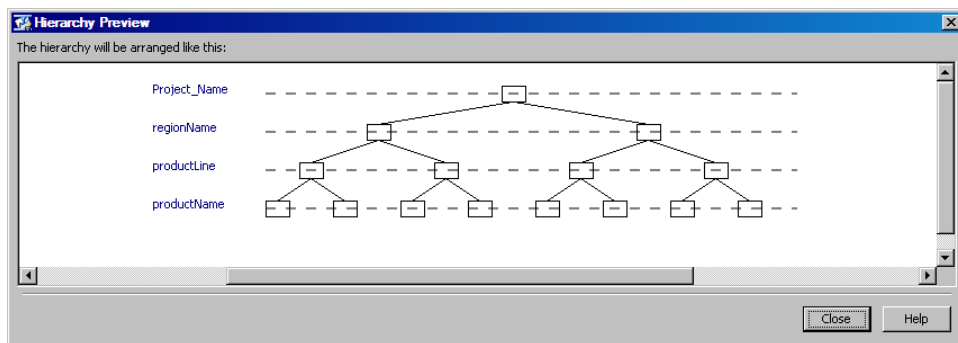 Hierarchy Preview
The hierarchy will be arranged like this:
Project_Name
regionName
productLine
productName
Close
Help